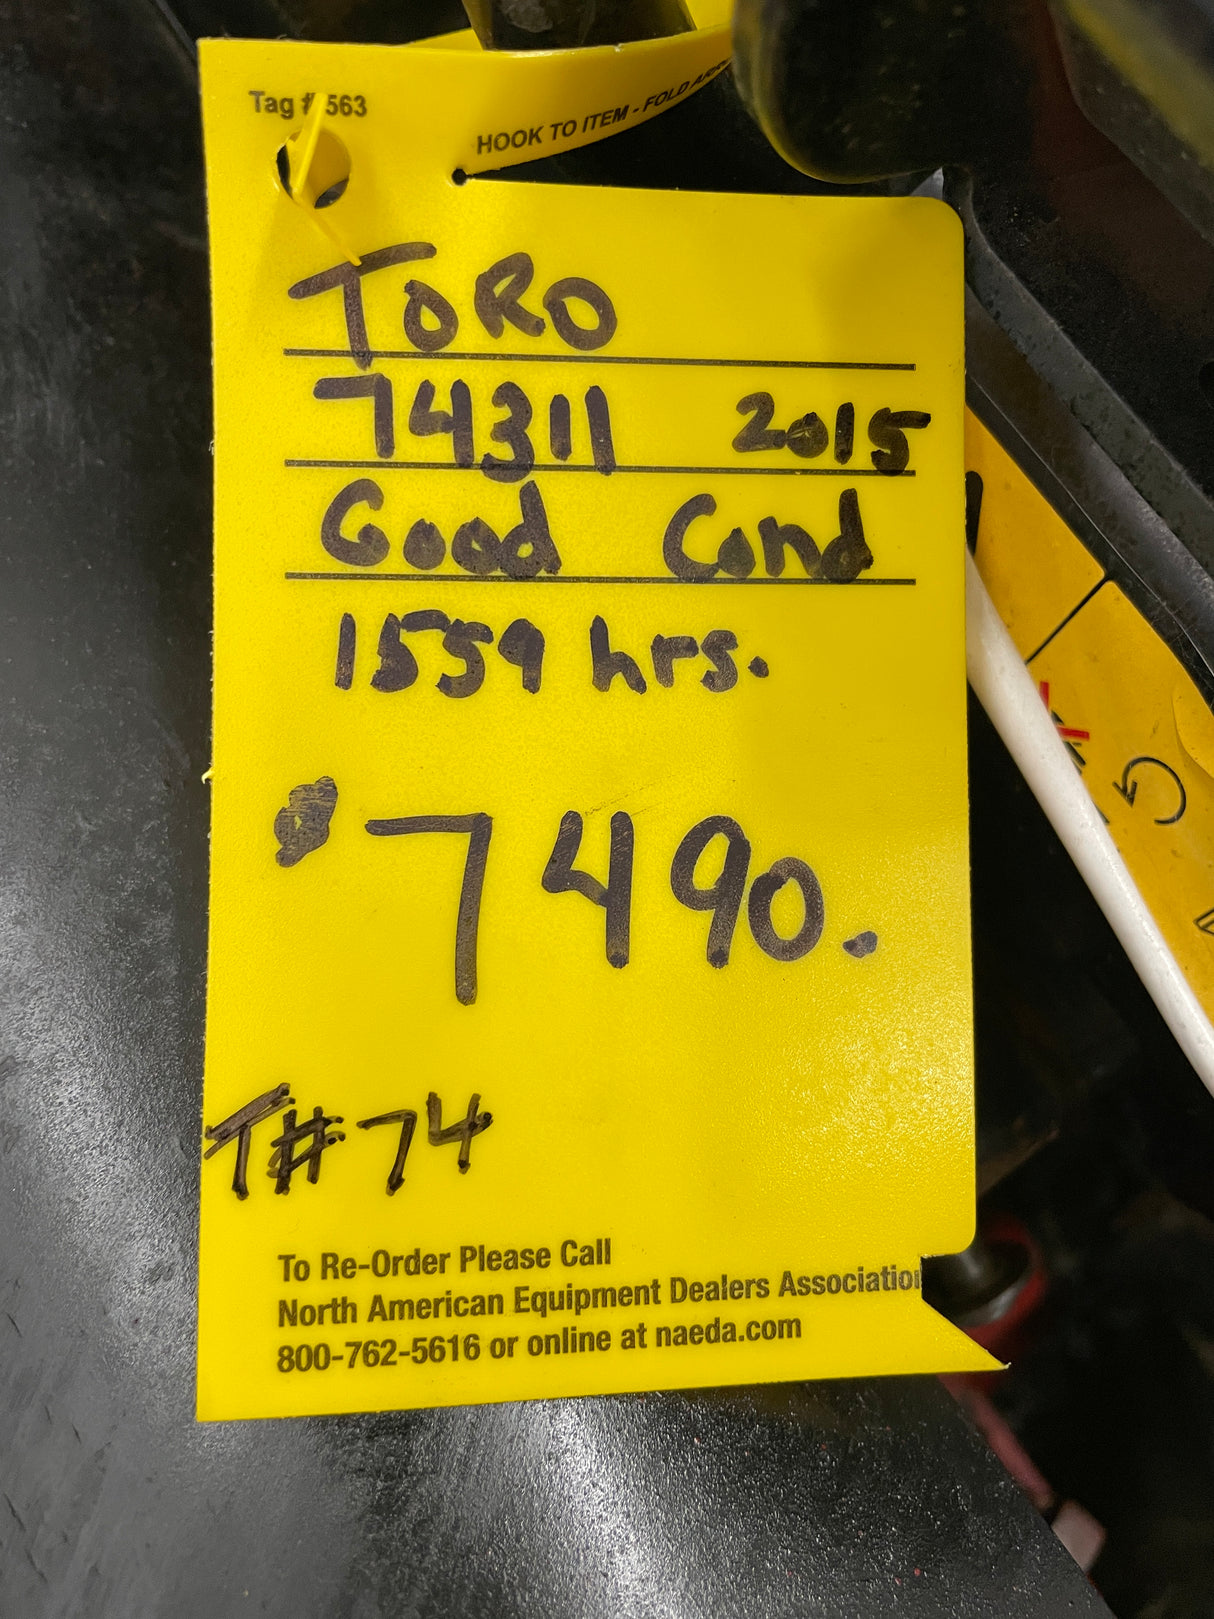 Tag # 563
HOOK TO ITEM - FOLD
TORO
74311 2015
Good Cond
1559 hrs.
$7490.
T#74
To Re-Order Please Call
North American Equipment Dealers Association
800-762-5616 or online at naeda.com